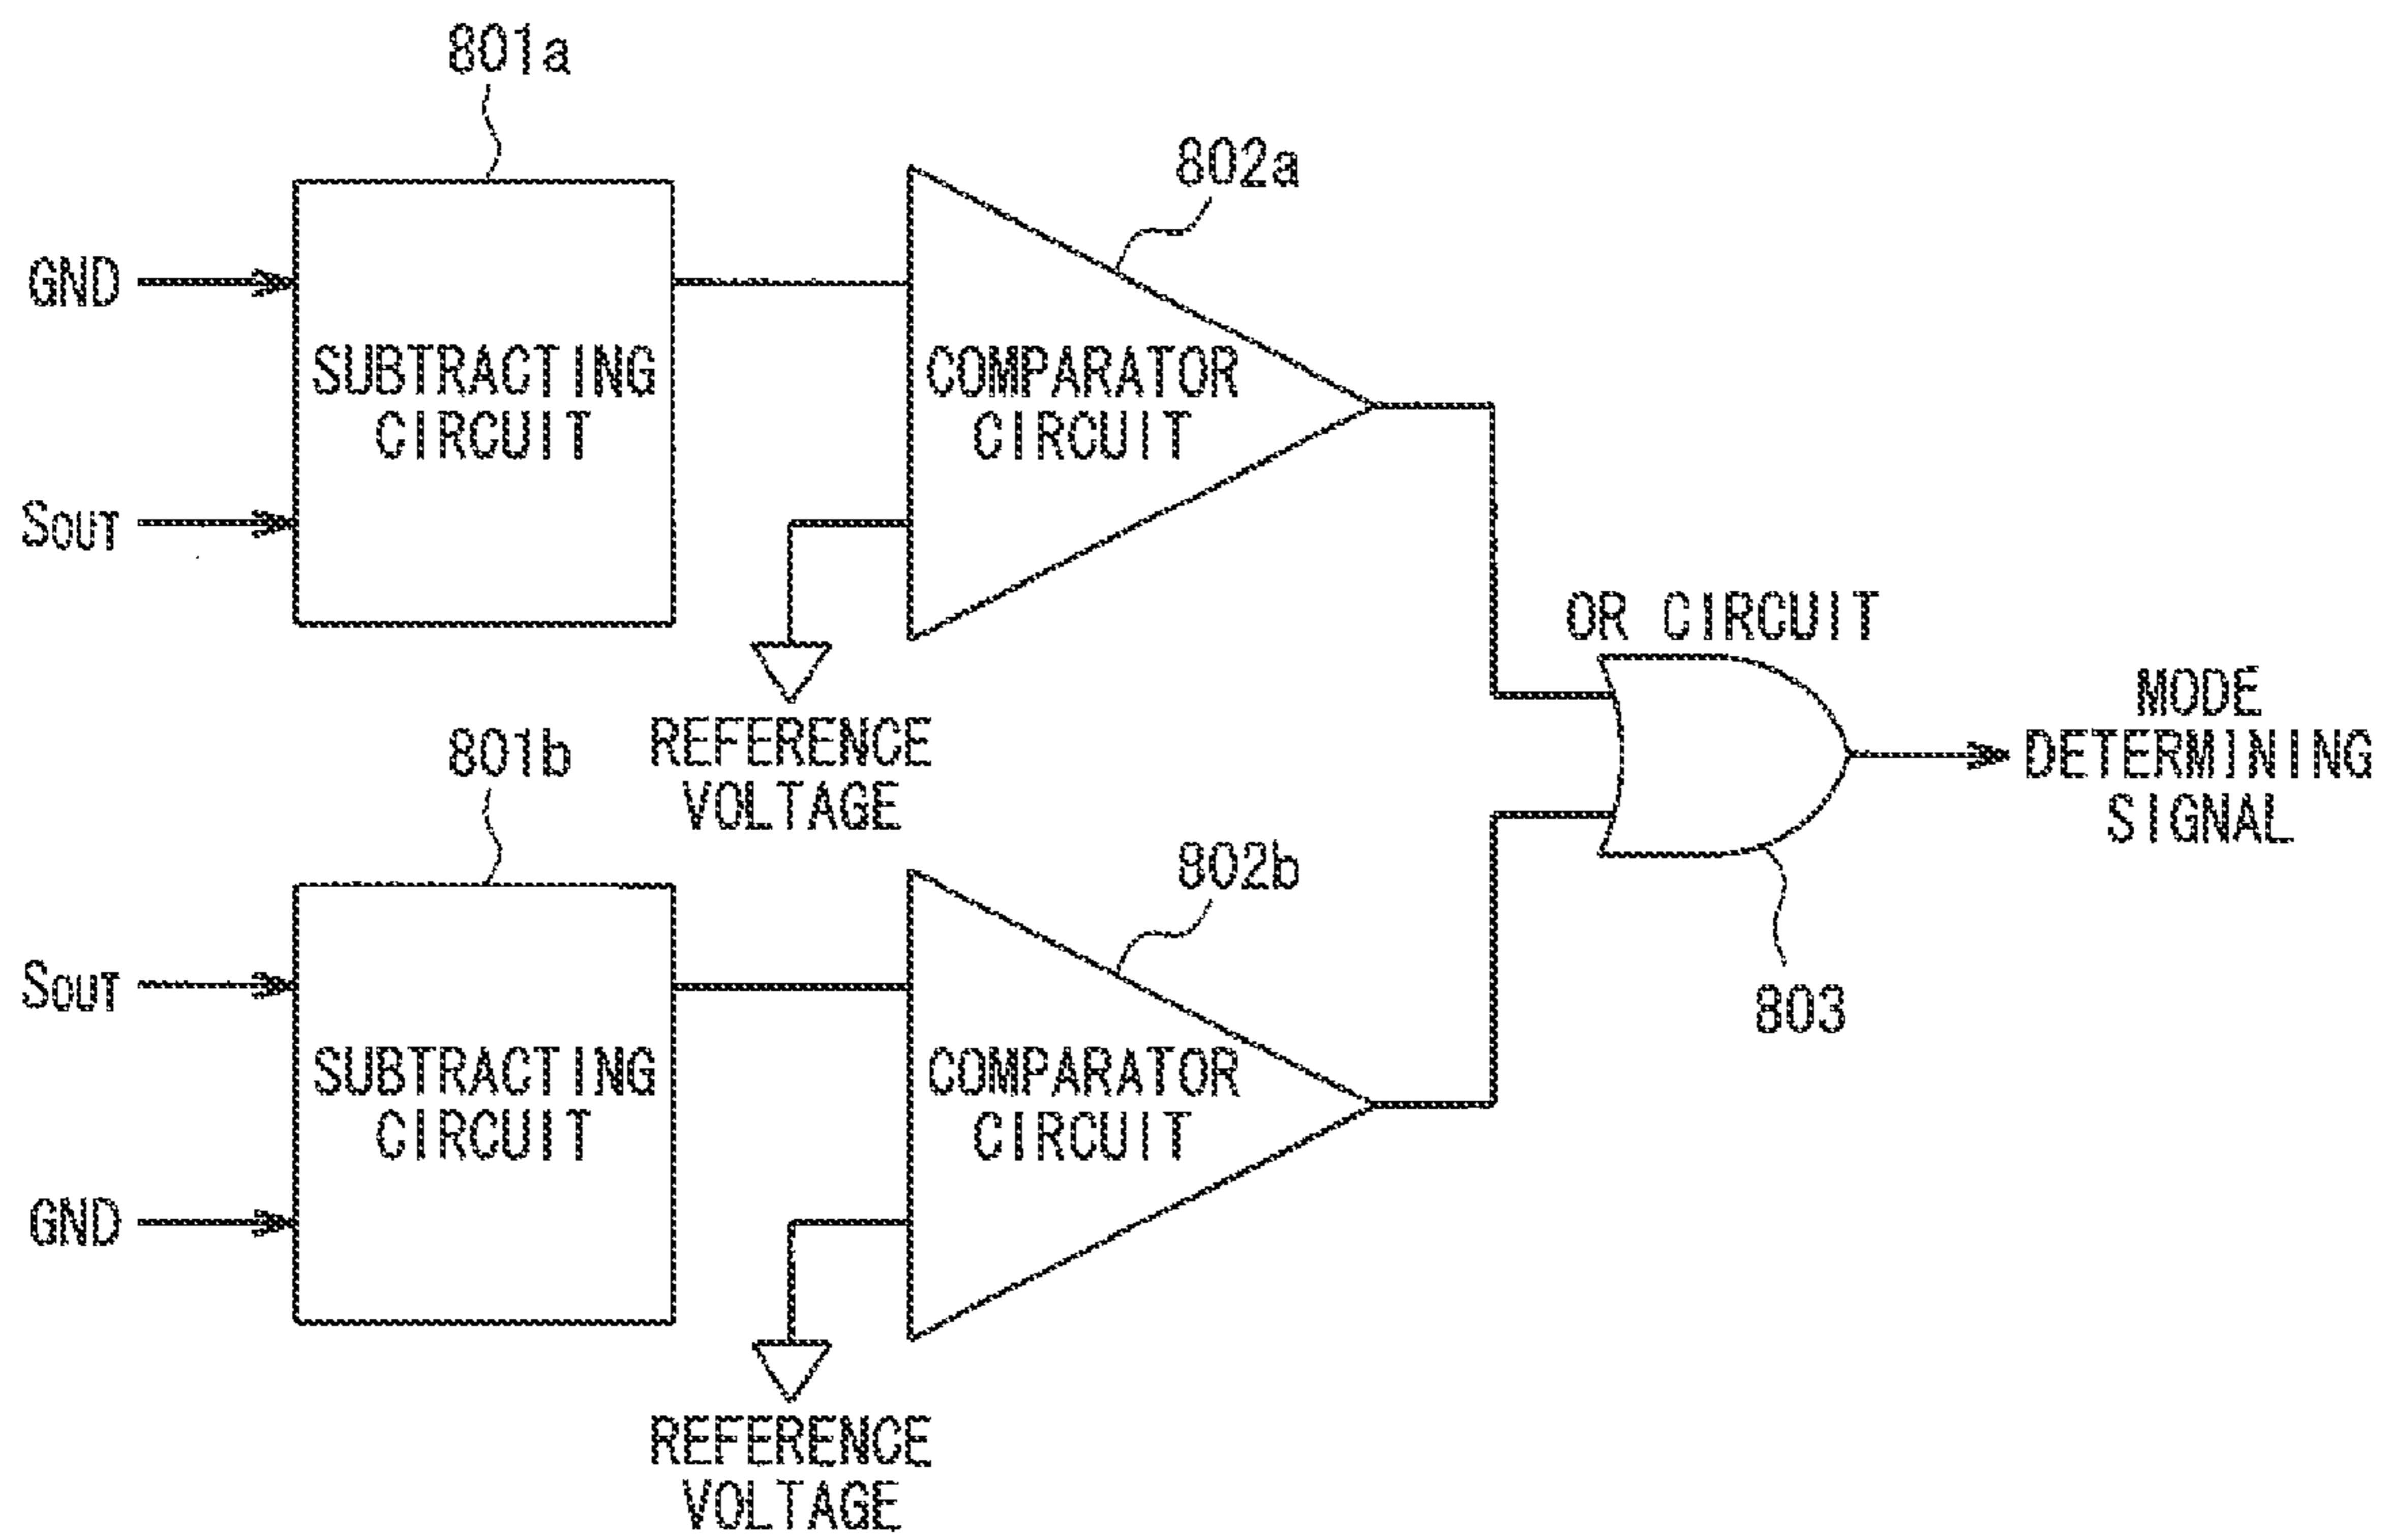 801a
802a
GND
SUBTRACTING
CIRCUIT
COMPARATOR
CIRCUIT
SOUT
OR CIRCUIT
REFERENCE
VOLTAGE
MODE
DETERMINING
SIGNAL
801b
802b
SOUT
803
SUBTRACTING
CIRCUIT
COMPARATOR
CIRCUIT
GND
REFERENCE
VOLTAGE